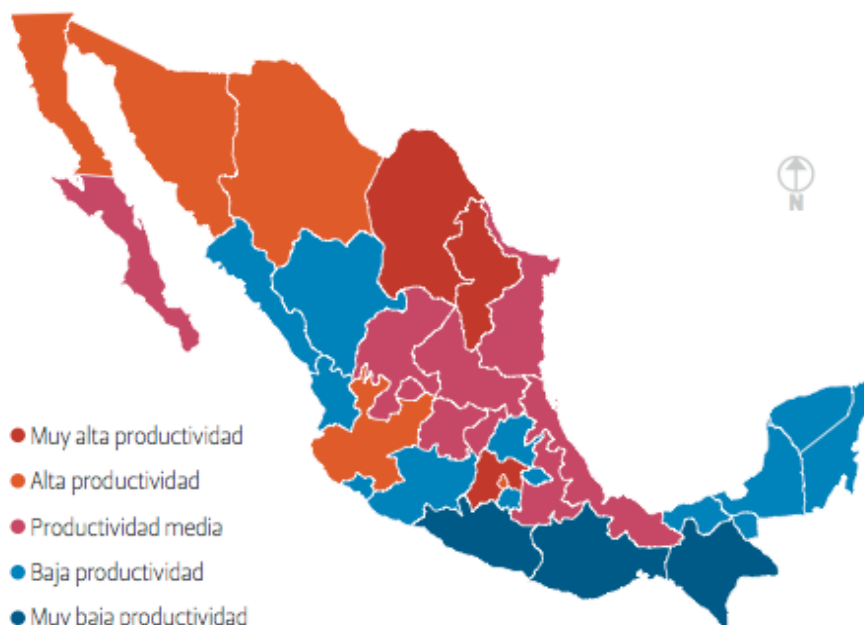 N
Muy alta productividad
Alta productividad
Productividad media
Baja productividad
Muy baja productividad